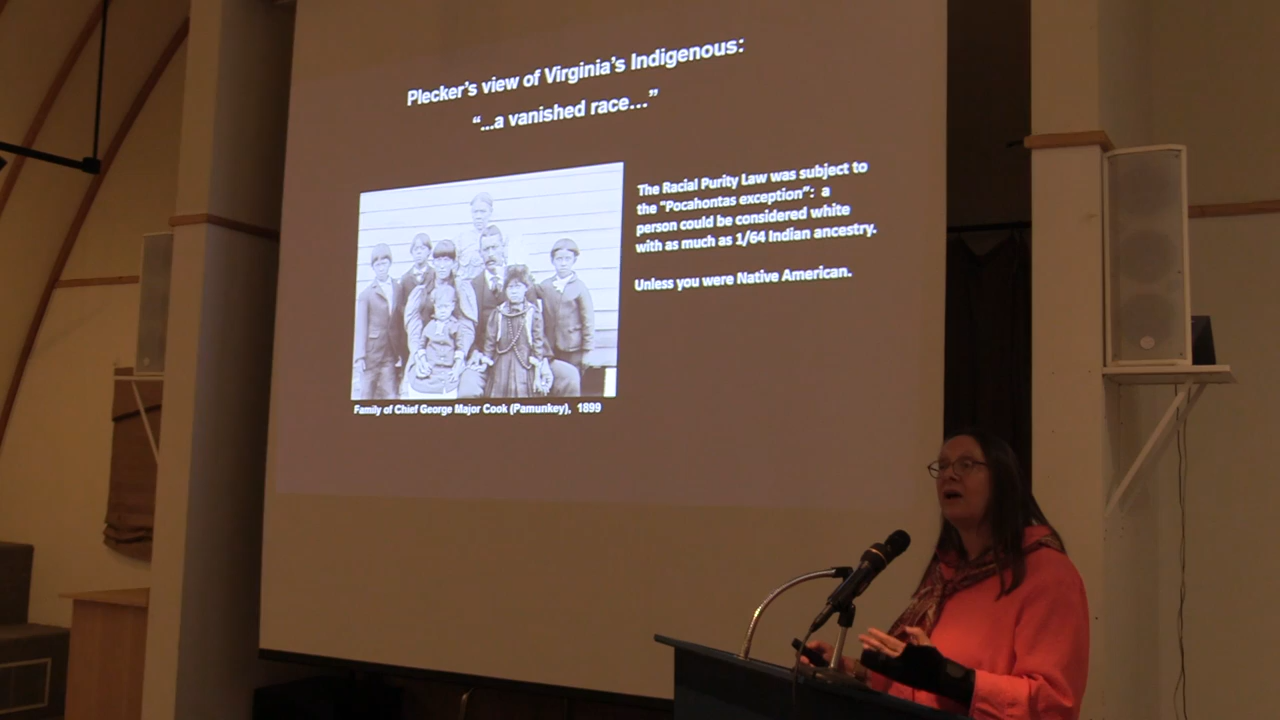 Plecker's view of Virginia's Indigenous:
“...a vanished race...”
The Racial Purity Law was subject to
the "Pocahontas exception”: a
person could be considered white
with as much as 1/64 Indian ancestry.
Unless you were Native American.
Family of Chief George Major Cook (Pamunkey), 1899